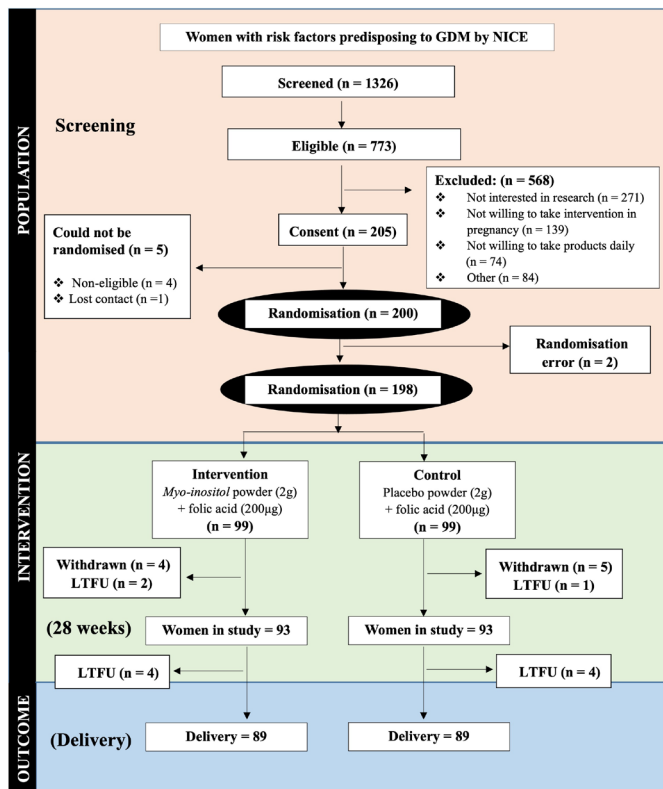 POPULATION
Women with risk factors predisposing to GDM by NICE
Screened (n = 1326)
Screening
Eligible (n = 773)
Excluded: (n = 568)
❖ Not interested in research (n = 271)
❖ Not willing to take intervention in
pregnancy (n = 139)
❖ Not willing to take products daily
(n = 74)
❖ Other (n = 84)
Consent (n = 205)
Could not be
randomised (n = 5)
❖ Non-eligible (n = 4)
❖ Lost contact (n =1)
Randomisation (n = 200)
Randomisation
error (n = 2)
Randomisation (n = 198)
INTERVENTION
Intervention
Myo-inositol powder (2g)
+ folic acid (200µg)
(n = 99)
Control
Placebo powder (2g)
+ folic acid (200µg)
(n = 99)
Withdrawn (n = 4)
LTFU (n = 2)
Withdrawn (n = 5)
LTFU (n = 1)
(28 weeks)
Women in study = 93
Women in study = 93
LTFU (n = 4)
LTFU (n = 4)
OUTCOME
(Delivery)
Delivery = 89
Delivery = 89